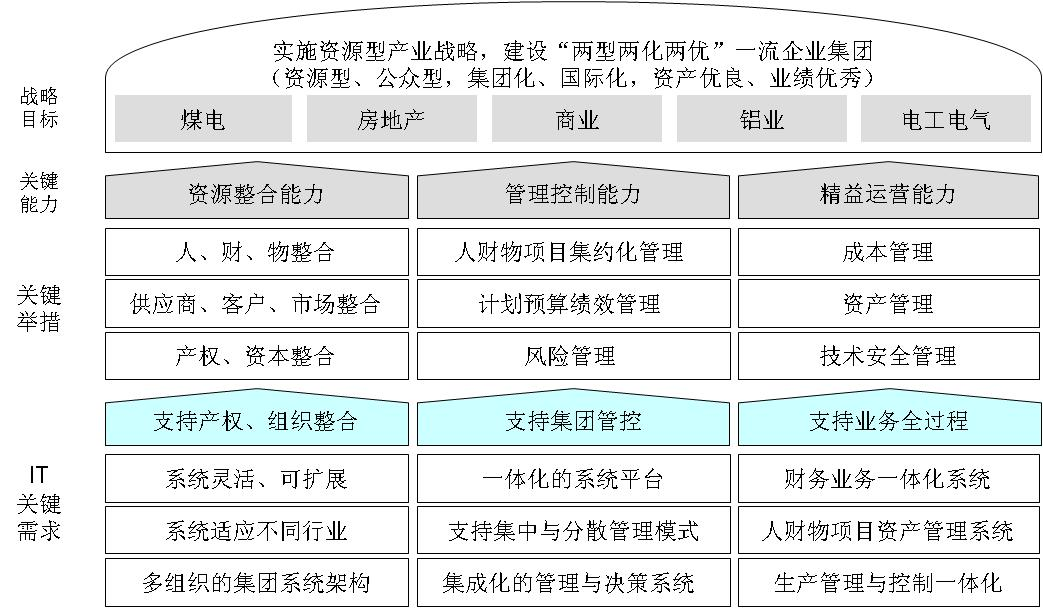 实施资源型产业战略，建设“两型两化两优”一流企业集团
（资源型、公众型，集团化、国际化，资产优良、业绩优秀）
战略
目标
煤电
房地产
商业
铝业
电工电气
关键
能力
资源整合能力
管理控制能力
精益运营能力
关键
举措
人、财、物整合
人财物项目集约化管理
成本管理
供应商、客户、市场整合
计划预算绩效管理
资产管理
产权、资本整合
风险管理
技术安全管理
IT
关键
需求
支持产权、组织整合
支持集团管控
支持业务全过程
系统灵活、可扩展
一体化的系统平台
财务业务一体化系统
系统适应不同行业
支持集中与分散管理模式
人财物项目资产管理系统
多组织的集团系统架构
集成化的管理与决策系统
生产管理与控制一体化